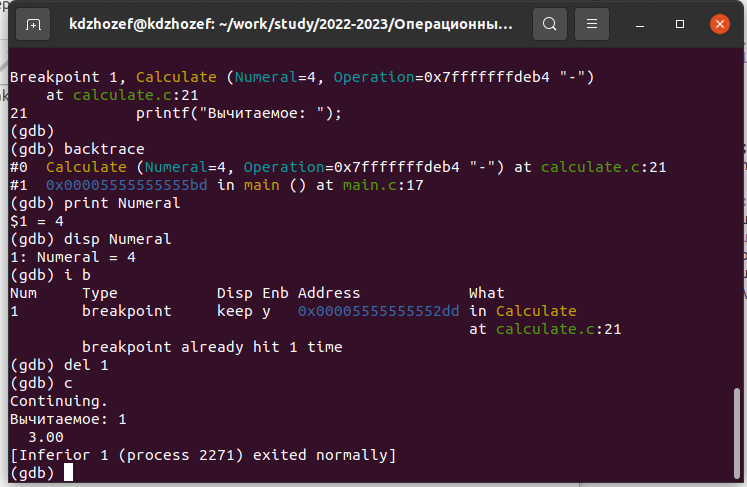 kdzhozef@kdzhozef: ~/work/study/2022-2023/Операционны...
Breakpoint 1, Calculate (Numeral=4, Operation=0x7fffffffdeb4 "-")
    at calculate.c:21
21	        printf("Вычитаемое: ");
(gdb)
(gdb) backtrace
#0  Calculate (Numeral=4, Operation=0x7fffffffdeb4 "-") at calculate.c:21
#1  0x00005555555555bd in main () at main.c:17
(gdb) print Numeral
$1 = 4
(gdb) disp Numeral
1: Numeral = 4
(gdb) i b
Num     Type           Disp Enb Address            What
1       breakpoint     keep y   0x00005555555552dd in Calculate
                                                   at calculate.c:21
        breakpoint already hit 1 time
(gdb) del 1
(gdb) c
Continuing.
Вычитаемое: 1
  3.00
[Inferior 1 (process 2271) exited normally]
(gdb)